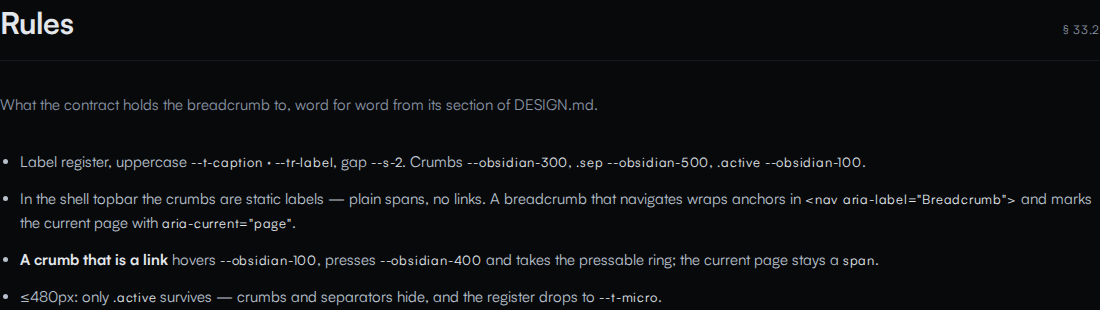 Rules
§ 33.2
What the contract holds the breadcrumb to, word for word from its section of DESIGN.md.
• Label register, uppercase --t-caption · --tr-label, gap --s-2. Crumbs --obsidian-300, .sep --obsidian-500, .active --obsidian-100.
• In the shell topbar the crumbs are static labels — plain spans, no links. A breadcrumb that navigates wraps anchors in <nav aria-label="Breadcrumb"> and marks
the current page with aria-current="page".
• A crumb that is a link hovers --obsidian-100, presses --obsidian-400 and takes the pressable ring; the current page stays a span.
• ≤480px: only .active survives — crumbs and separators hide, and the register drops to --t-micro.